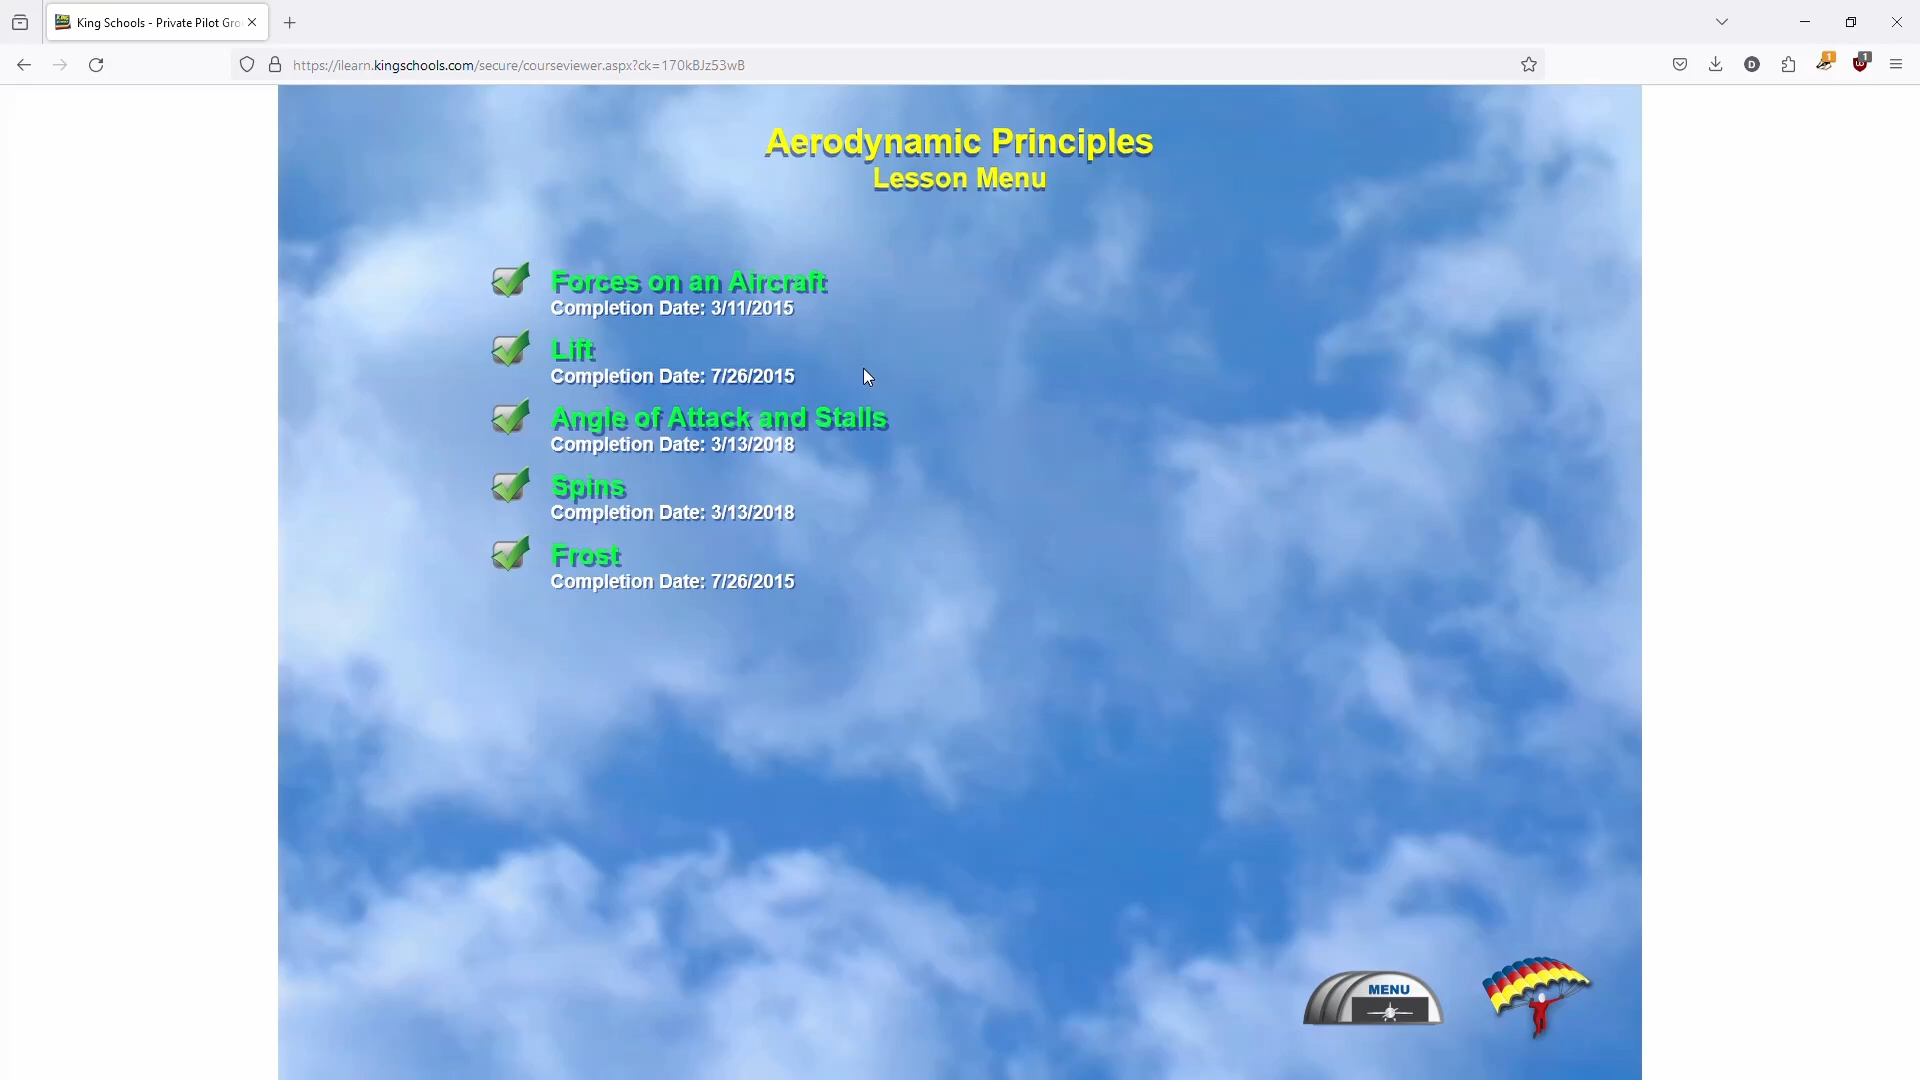 King Schools - Private Pilot Gro
https://ilearn.kingschools.com/secure/courseviewer.aspx?ck=170kBJz53wB
D
1
1
Aerodynamic Principles
Lesson Menu
Forces on an Aircraft
Completion Date: 3/11/2015
Lift
Completion Date: 7/26/2015
Angle of Attack and Stalls
Completion Date: 3/13/2018
Spins
Completion Date: 3/13/2018
Frost
Completion Date: 7/26/2015
MENU